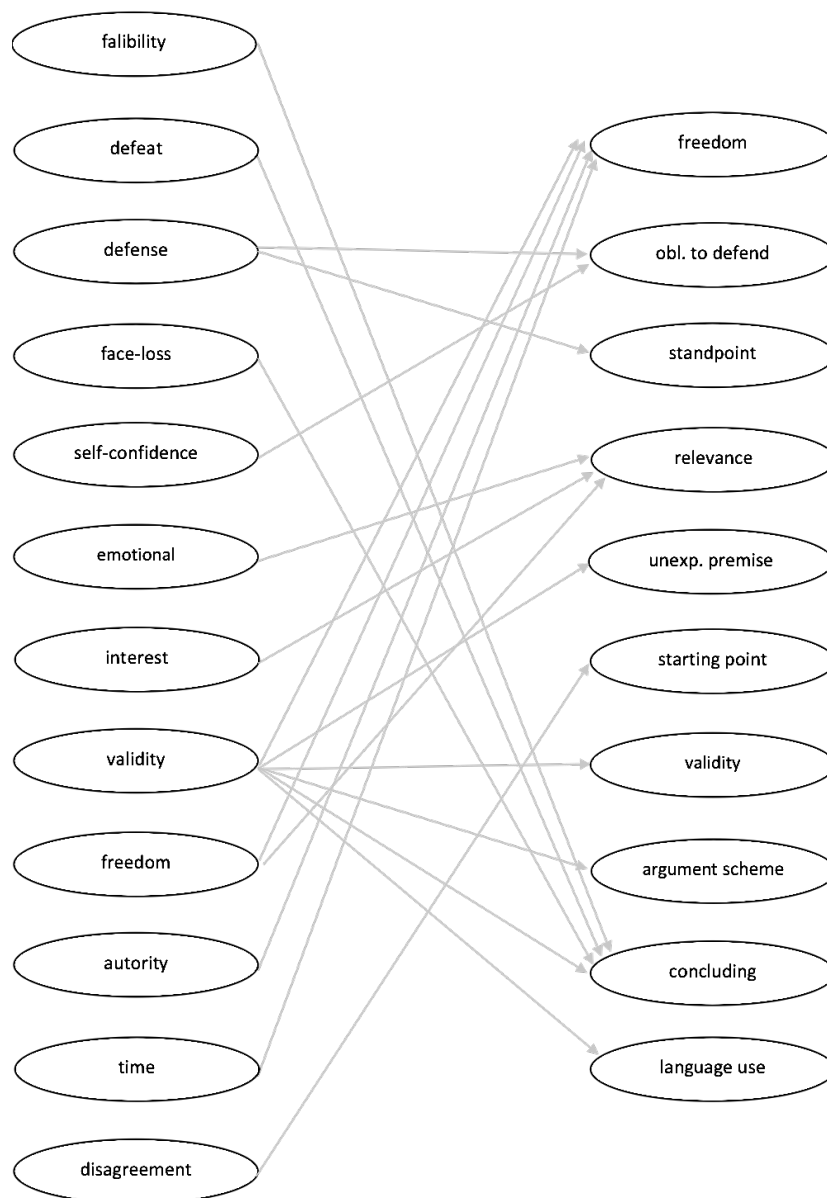 falibility
defeat
defense
face-loss
self-confidence
emotional
interest
validity
freedom
autority
time
disagreement
freedom
obl. to defend
standpoint
relevance
unexp. premise
starting point
validity
argument scheme
concluding
language use